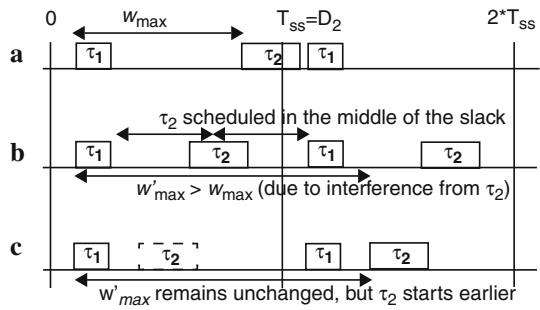 0 T_ss=D_2 2*T_ss
w_max
a τ_1 τ_2 τ_1
τ_2 scheduled in the middle of the slack
b τ_1 τ_2 τ_1 τ_2
w'_max > w_max (due to interference from τ_2)
c τ_1 τ_2 τ_1 τ_2
w'_max remains unchanged, but τ_2 starts earlier